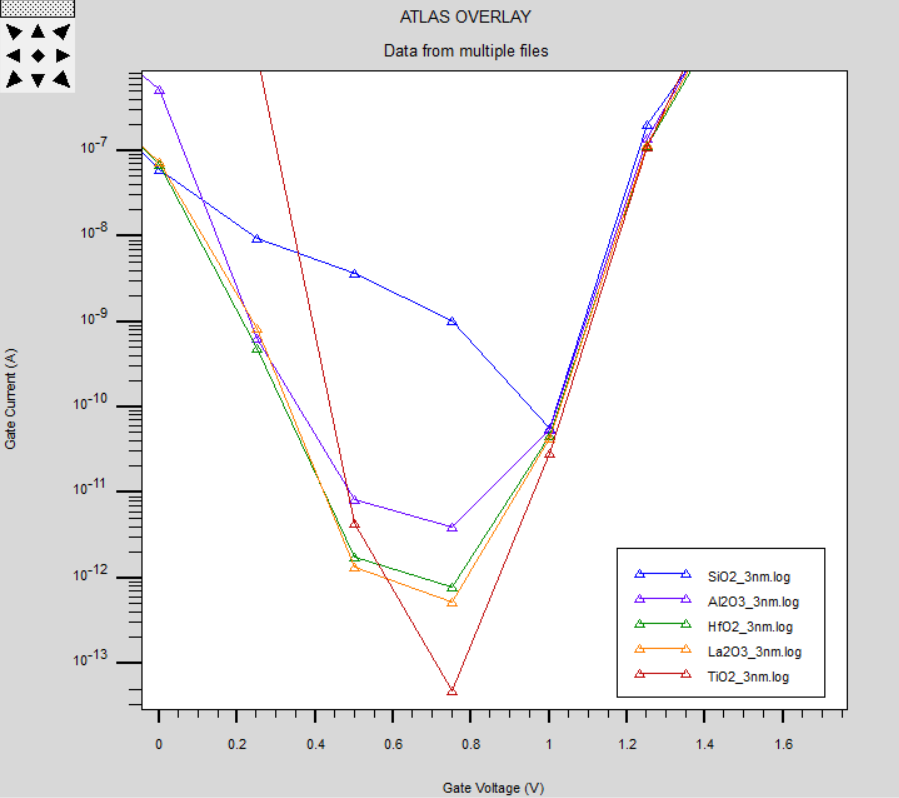 ATLAS OVERLAY
Data from multiple files
Gate Current (A)
10⁻⁷
10⁻⁸
10⁻⁹
10⁻¹⁰
10⁻¹¹
10⁻¹²
10⁻¹³
SiO2_3nm.log
Al2O3_3nm.log
HfO2_3nm.log
La2O3_3nm.log
TiO2_3nm.log
0 0.2 0.4 0.6 0.8 1 1.2 1.4 1.6
Gate Voltage (V)